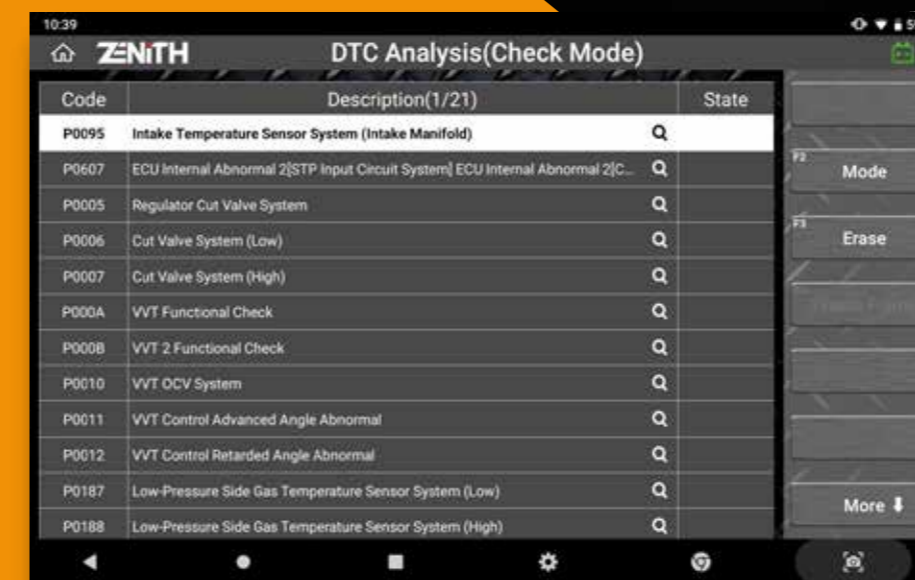 10:39
5
ZENITH DTC Analysis(Check Mode)
Code Description(1/21) State
P0095 Intake Temperature Sensor System (Intake Manifold)
P0607 ECU Internal Abnormal 2[STP Input Circuit System] ECU Internal Abnormal 2[C...
P0005 Regulator Cut Valve System
P0006 Cut Valve System (Low)
P0007 Cut Valve System (High)
P000A VVT Functional Check
P000B VVT 2 Functional Check
P0010 VVT OCV System
P0011 VVT Control Advanced Angle Abnormal
P0012 VVT Control Retarded Angle Abnormal
P0187 Low-Pressure Side Gas Temperature Sensor System (Low)
P0188 Low-Pressure Side Gas Temperature Sensor System (High)
F2 Mode
F3 Erase
More